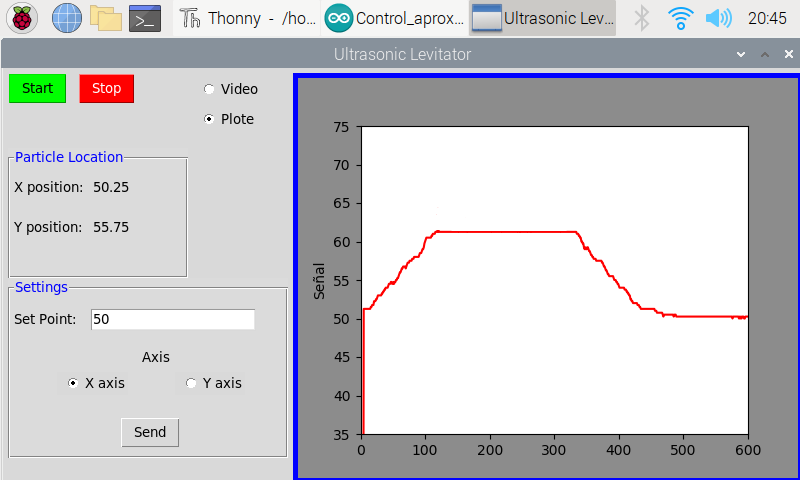 Thonny - /ho... Control_aprox... Ultrasonic Lev... 20:45
Ultrasonic Levitator
Start Stop
Video
Plote
Particle Location
X position: 50.25
Y position: 55.75
Settings
Set Point: 50
Axis
X axis Y axis
Send
75
70
65
60
55
50
45
40
35
Señal
0 100 200 300 400 500 600